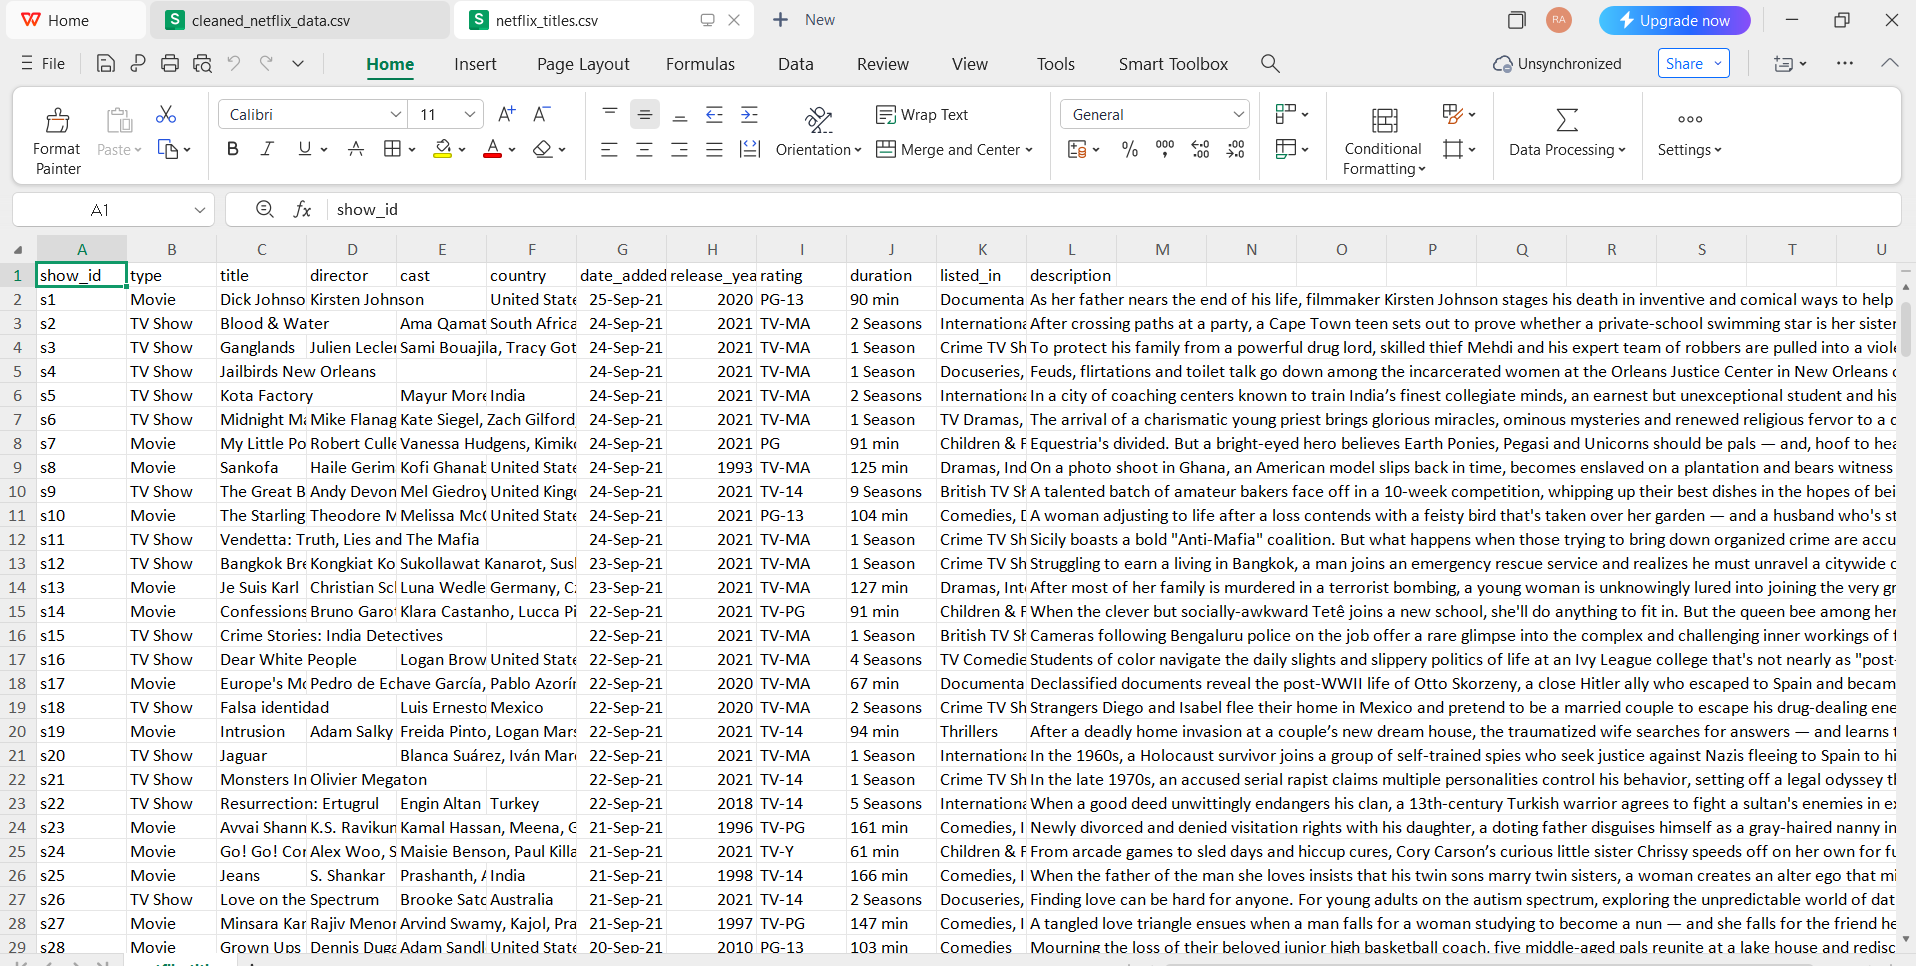 Home cleaned_netflix_data.csv netflix_titles.csv New RA Upgrade now
File Home Insert Page Layout Formulas Data Review View Tools Smart Toolbox Unsynchronized Share
Calibri 11 Wrap Text General
Format Painter Paste Orientation Merge and Center Conditional Formatting Data Processing Settings
A1 fx show_id
A B C D E F G H I J K L M N O P Q R S T U
1 show_id type title director cast country date_added release_yea rating duration listed_in description
2 s1 Movie Dick Johnso Kirsten Johnson United State 25-Sep-21 2020 PG-13 90 min Documenta As her father nears the end of his life, filmmaker Kirsten Johnson stages his death in inventive and comical ways to help
3 s2 TV Show Blood & Water Ama Qamat South Africa 24-Sep-21 2021 TV-MA 2 Seasons Internationa After crossing paths at a party, a Cape Town teen sets out to prove whether a private-school swimming star is her sister
4 s3 TV Show Ganglands Julien Lecler Sami Bouajila, Tracy Got 24-Sep-21 2021 TV-MA 1 Season Crime TV Sh To protect his family from a powerful drug lord, skilled thief Mehdi and his expert team of robbers are pulled into a viole
5 s4 TV Show Jailbirds New Orleans 24-Sep-21 2021 TV-MA 1 Season Docuseries, Feuds, flirtations and toilet talk go down among the incarcerated women at the Orleans Justice Center in New Orleans
6 s5 TV Show Kota Factory Mayur More India 24-Sep-21 2021 TV-MA 2 Seasons Internationa In a city of coaching centers known to train India’s finest collegiate minds, an earnest but unexceptional student and his
7 s6 TV Show Midnight Ma Mike Flanag Kate Siegel, Zach Gilford, 24-Sep-21 2021 TV-MA 1 Season TV Dramas, The arrival of a charismatic young priest brings glorious miracles, ominous mysteries and renewed religious fervor to a
8 s7 Movie My Little Po Robert Culle Vanessa Hudgens, Kimiko 24-Sep-21 2021 PG 91 min Children & F Equestria's divided. But a bright-eyed hero believes Earth Ponies, Pegasi and Unicorns should be pals — and, hoof to hea
9 s8 Movie Sankofa Haile Gerim Kofi Ghanab United State 24-Sep-21 1993 TV-MA 125 min Dramas, Ind On a photo shoot in Ghana, an American model slips back in time, becomes enslaved on a plantation and bears witness
10 s9 TV Show The Great B Andy Devon Mel Giedroy United King 24-Sep-21 2021 TV-14 9 Seasons British TV Sh A talented batch of amateur bakers face off in a 10-week competition, whipping up their best dishes in the hopes of bei
11 s10 Movie The Starling Theodore M Melissa McC United State 24-Sep-21 2021 PG-13 104 min Comedies, D A woman adjusting to life after a loss contends with a feisty bird that's taken over her garden — and a husband who's st
12 s11 TV Show Vendetta: Truth, Lies and The Mafia 24-Sep-21 2021 TV-MA 1 Season Crime TV Sh Sicily boasts a bold "Anti-Mafia" coalition. But what happens when those trying to bring down organized crime are accu
13 s12 TV Show Bangkok Bre Kongkiat Ko Sukollawat Kanarot, Sus 23-Sep-21 2021 TV-MA 1 Season Crime TV Sh Struggling to earn a living in Bangkok, a man joins an emergency rescue service and realizes he must unravel a citywide c
14 s13 Movie Je Suis Karl Christian Sc Luna Wedle Germany, C 23-Sep-21 2021 TV-MA 127 min Dramas, Int After most of her family is murdered in a terrorist bombing, a young woman is unknowingly lured into joining the very gr
15 s14 Movie Confessions Bruno Garo Klara Castanho, Lucca Pi 22-Sep-21 2021 TV-PG 91 min Children & F When the clever but socially-awkward Tetê joins a new school, she'll do anything to fit in. But the queen bee among her
16 s15 TV Show Crime Stories: India Detectives 22-Sep-21 2021 TV-MA 1 Season British TV Sh Cameras following Bengaluru police on the job offer a rare glimpse into the complex and challenging inner workings of
17 s16 TV Show Dear White People Logan Brow United State 22-Sep-21 2021 TV-MA 4 Seasons TV Comedie Students of color navigate the daily slights and slippery politics of life at an Ivy League college that's not nearly as "post-
18 s17 Movie Europe's Mo Pedro de Echave García, Pablo Azorín 22-Sep-21 2020 TV-MA 67 min Documenta Declassified documents reveal the post-WWII life of Otto Skorzeny, a close Hitler ally who escaped to Spain and becam
19 s18 TV Show Falsa identidad Luis Ernesto Mexico 22-Sep-21 2020 TV-MA 2 Seasons Crime TV Sh Strangers Diego and Isabel flee their home in Mexico and pretend to be a married couple to escape his drug-dealing ene
20 s19 Movie Intrusion Adam Salky Freida Pinto, Logan Mars 22-Sep-21 2021 TV-14 94 min Thrillers After a deadly home invasion at a couple’s new dream house, the traumatized wife searches for answers — and learns t
21 s20 TV Show Jaguar Blanca Suárez, Iván Mar 22-Sep-21 2021 TV-MA 1 Season Internationa In the 1960s, a Holocaust survivor joins a group of self-trained spies who seek justice against Nazis fleeing to Spain to hi
22 s21 TV Show Monsters In Olivier Megaton 22-Sep-21 2021 TV-14 1 Season Crime TV Sh In the late 1970s, an accused serial rapist claims multiple personalities control his behavior, setting off a legal odyssey t
23 s22 TV Show Resurrection: Ertugrul Engin Altan Turkey 22-Sep-21 2018 TV-14 5 Seasons Internationa When a good deed unwittingly endangers his clan, a 13th-century Turkish warrior agrees to fight a sultan's enemies in ex
24 s23 Movie Avvai Shann K.S. Ravikum Kamal Hassan, Meena, G 21-Sep-21 1996 TV-PG 161 min Comedies, I Newly divorced and denied visitation rights with his daughter, a doting father disguises himself as a gray-haired nanny in
25 s24 Movie Go! Go! Cor Alex Woo, S Maisie Benson, Paul Killa 21-Sep-21 2021 TV-Y 61 min Children & F From arcade games to sled days and hiccup cures, Cory Carson’s curious little sister Chrissy speeds off on her own for fu
26 s25 Movie Jeans S. Shankar Prashanth, A India 21-Sep-21 1998 TV-14 166 min Comedies, I When the father of the man she loves insists that his twin sons marry twin sisters, a woman creates an alter ego that mi
27 s26 TV Show Love on the Spectrum Brooke Satc Australia 21-Sep-21 2021 TV-14 2 Seasons Docuseries, Finding love can be hard for anyone. For young adults on the autism spectrum, exploring the unpredictable world of dat
28 s27 Movie Minsara Kan Rajiv Menon Arvind Swamy, Kajol, Pra 21-Sep-21 1997 TV-PG 147 min Comedies, I A tangled love triangle ensues when a man falls for a woman studying to become a nun — and she falls for the friend he
29 s28 Movie Grown Ups Dennis Duga Adam Sandl United State 20-Sep-21 2010 PG-13 103 min Comedies Mourning the loss of their beloved junior high basketball coach, five middle-aged pals reunite at a lake house and redisc